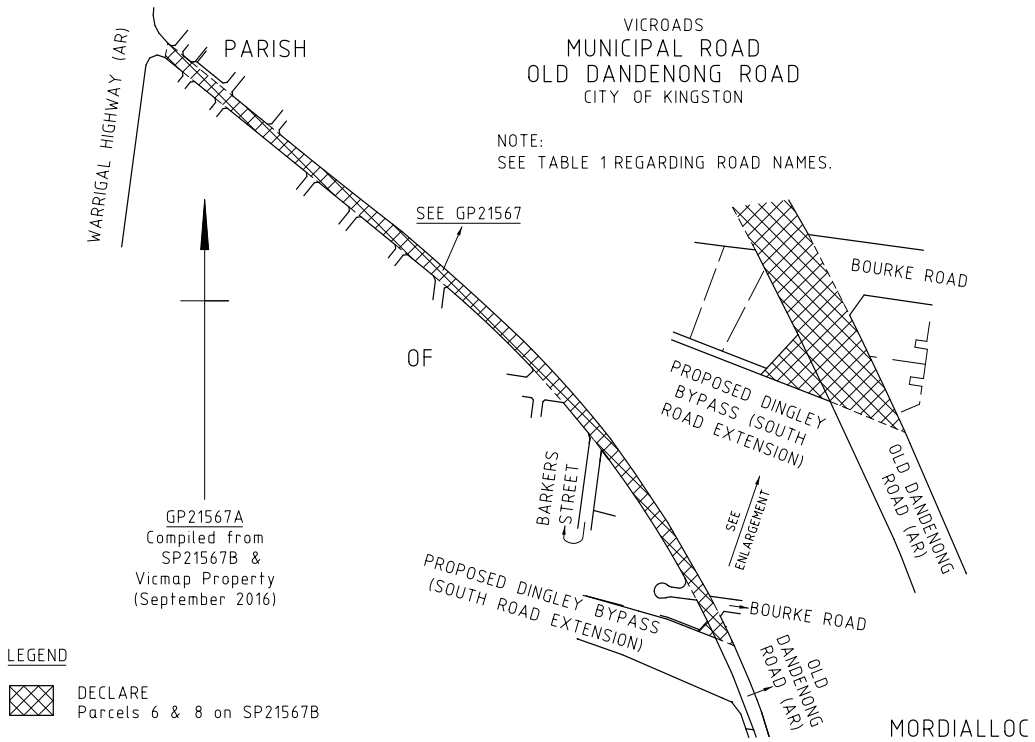 VICROADS
MUNICIPAL ROAD
OLD DANDENONG ROAD
CITY OF KINGSTON
PARISH
WARRIGAL HIGHWAY (AR)
NOTE:
SEE TABLE 1 REGARDING ROAD NAMES.
SEE GP21567
BOURKE ROAD
OF
PROPOSED DINGLEY
BYPASS (SOUTH
ROAD EXTENSION)
OLD DANDENONG
ROAD (AR)
BARKERS
STREET
SEE
ENLARGEMENT
GP21567A
Compiled from
SP21567B &
Vicmap Property
(September 2016)
PROPOSED DINGLEY BYPASS
(SOUTH ROAD EXTENSION)
BOURKE ROAD
OLD
DANDENONG
ROAD (AR)
LEGEND
DECLARE
Parcels 6 & 8 on SP21567B
MORDIALLOC